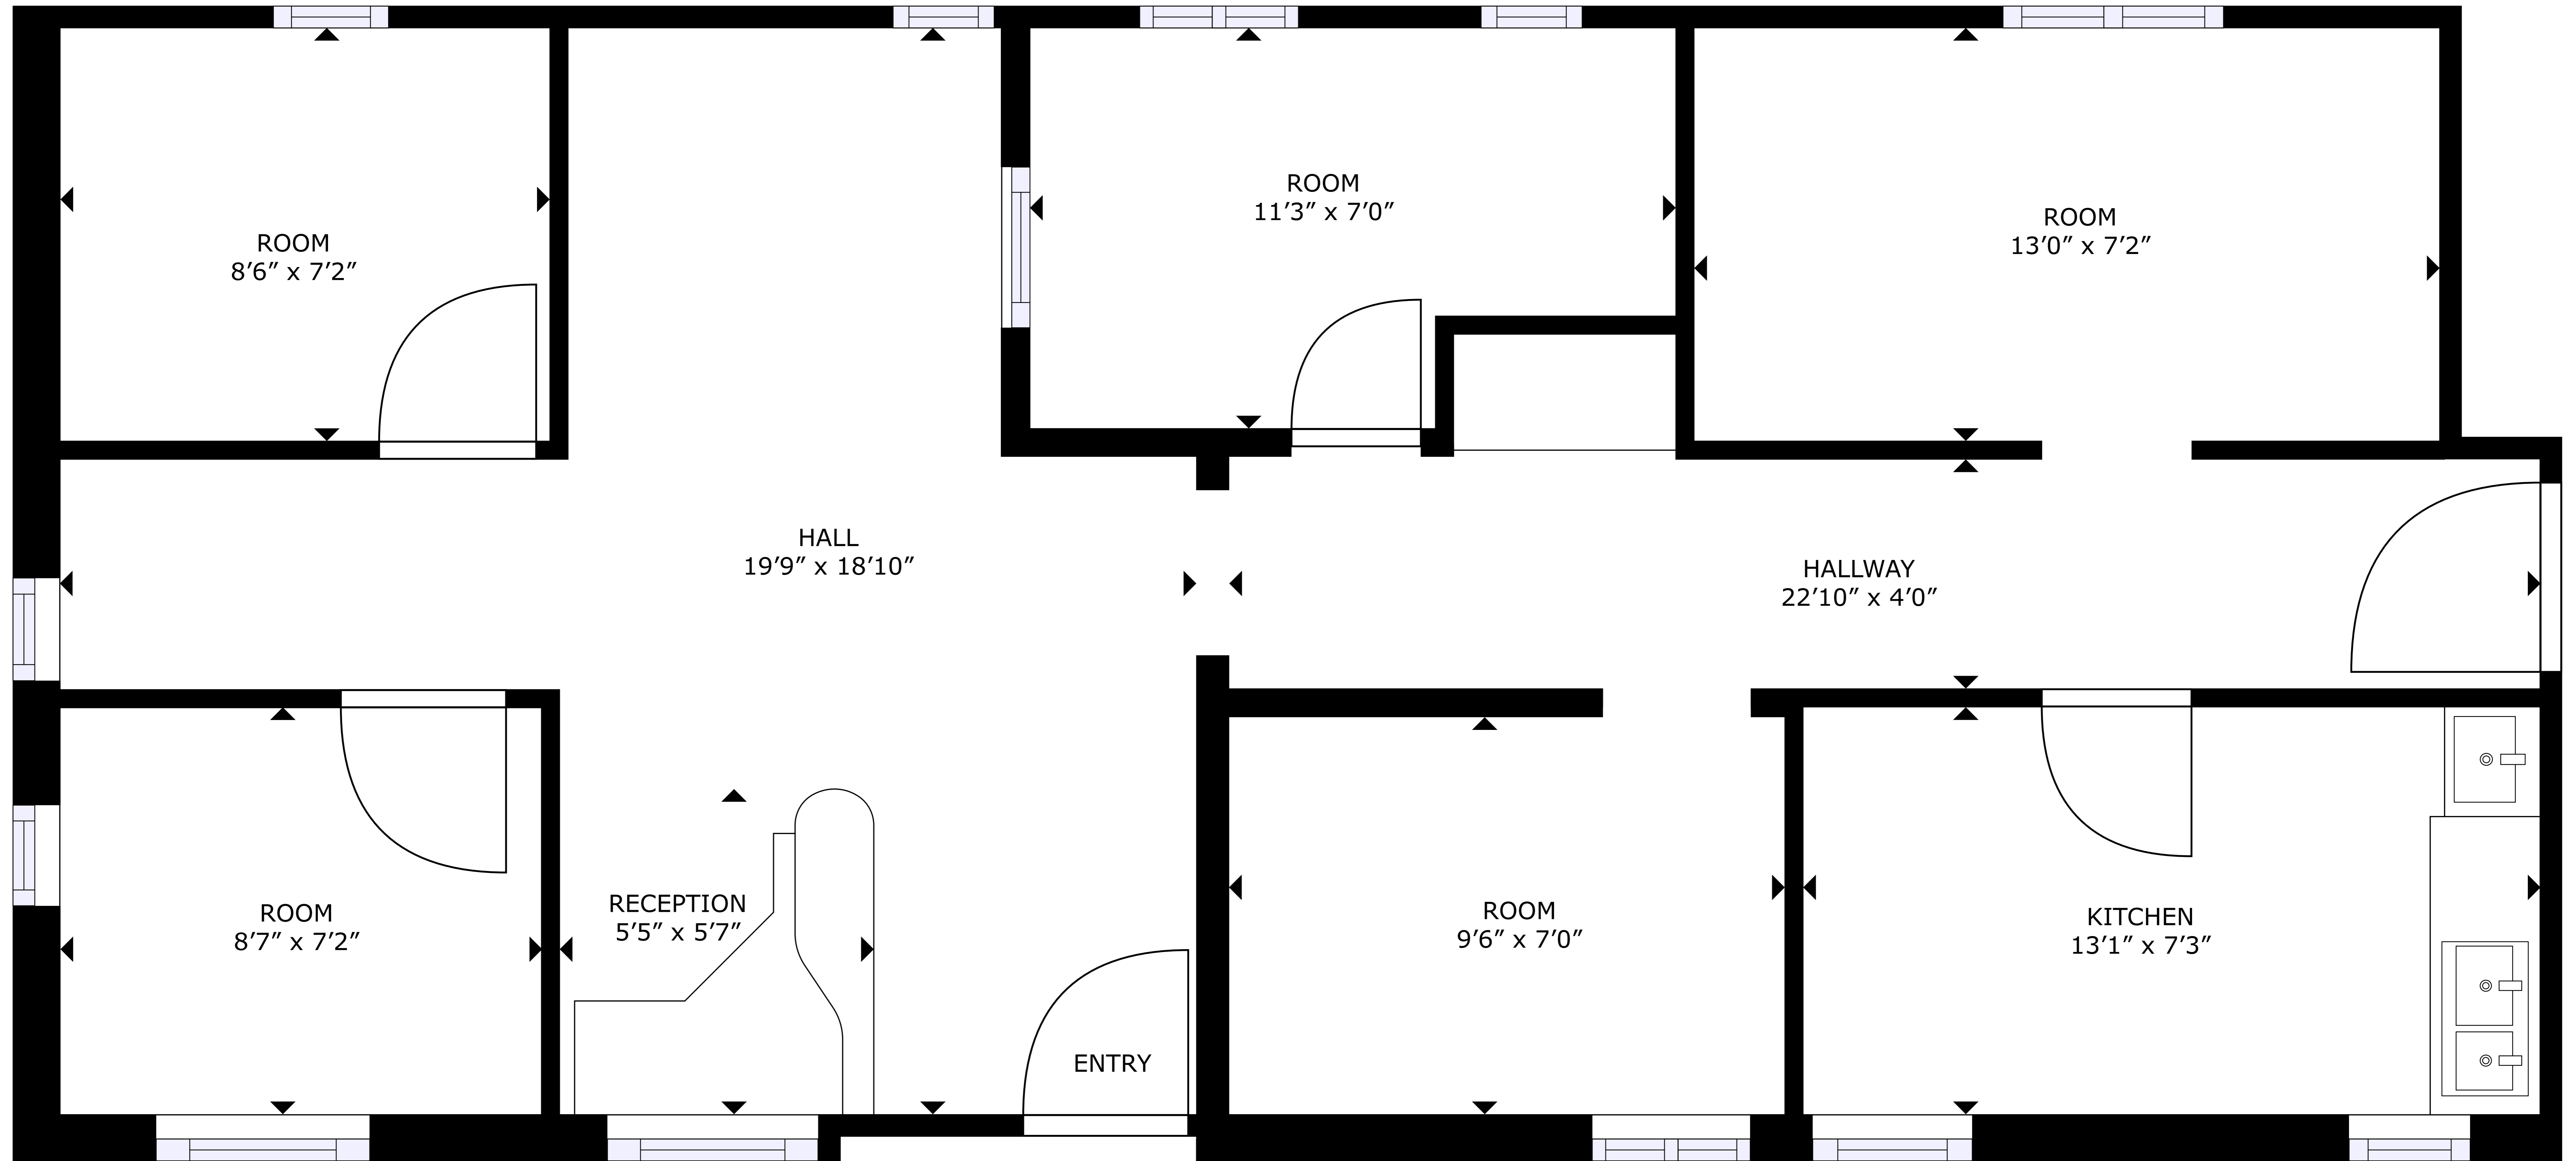 ROOM
8′6″ x 7′2″
ROOM
11′3″ x 7′0″
ROOM
13′0″ x 7′2″
HALL
19′9″ x 18′10″
HALLWAY
22′10″ x 4′0″
ROOM
8′7″ x 7′2″
RECEPTION
5′5″ x 5′7″
ENTRY
ROOM
9′6″ x 7′0″
KITCHEN
13′1″ x 7′3″